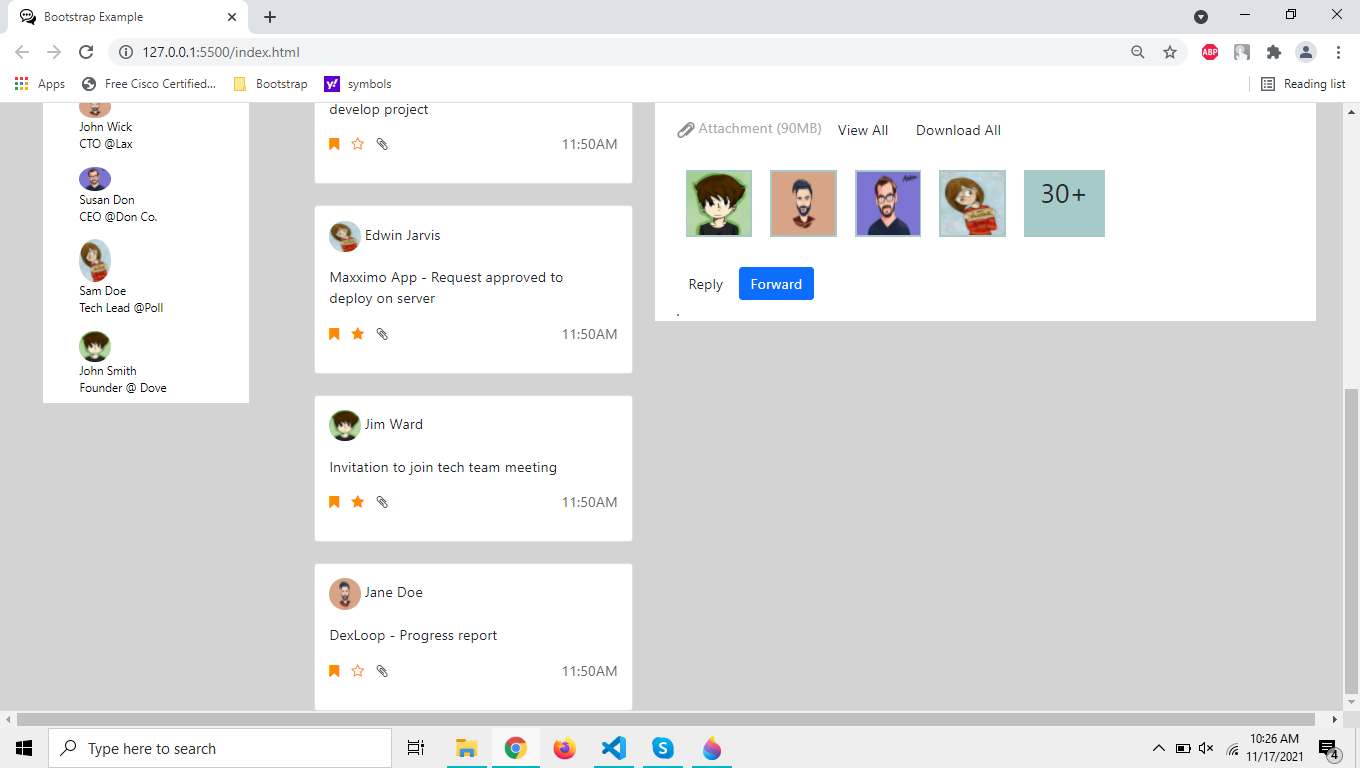 Bootstrap Example
127.0.0.1:5500/index.html
ABP
Apps
Free Cisco Certified...
Bootstrap
y!
symbols
Reading list
John Wick
CTO @Lax
Susan Don
CEO @Don Co.
Sam Doe
Tech Lead @Poll
John Smith
Founder @ Dove
develop project
11:50AM
Edwin Jarvis
Maxximo App - Request approved to
deploy on server
11:50AM
Jim Ward
Invitation to join tech team meeting
11:50AM
Jane Doe
DexLoop - Progress report
11:50AM
Attachment (90MB)
View All
Download All
30+
Reply
Forward
.
Type here to search
S
10:26 AM
11/17/2021
4